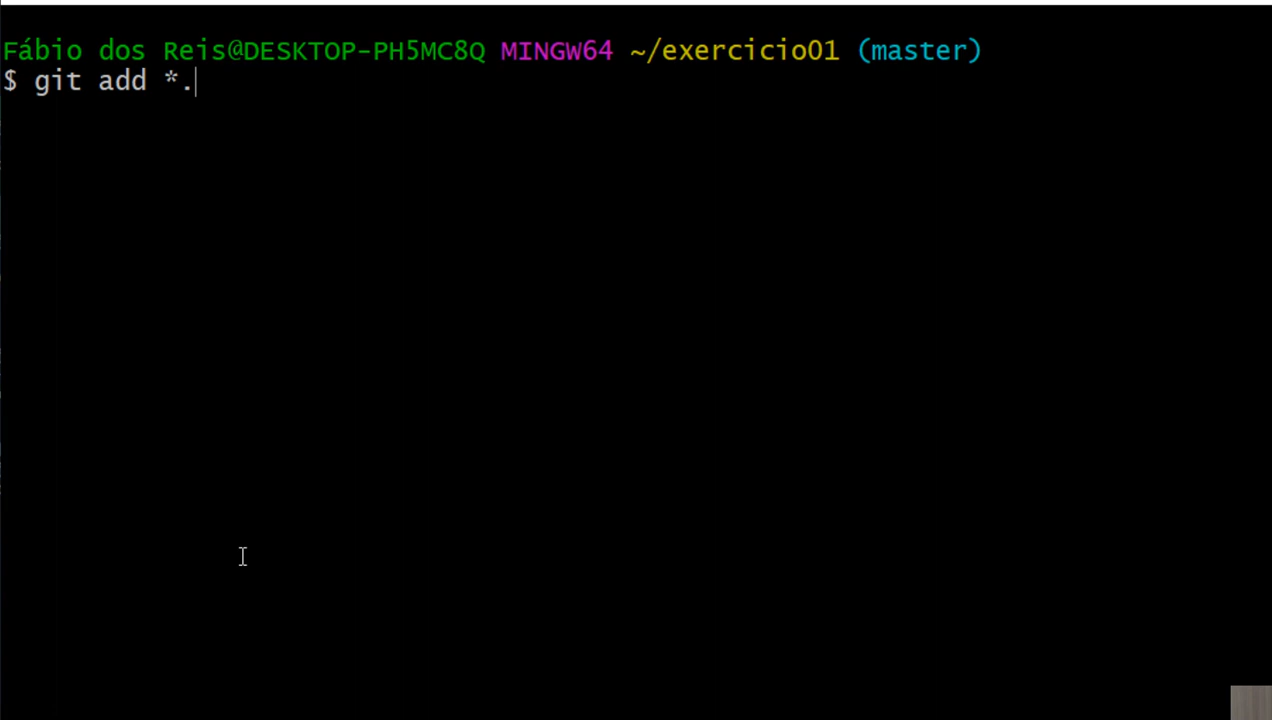 Fábio dos Reis@DESKTOP-PH5MC8Q MINGW64 ~/exercicio01 (master)
$ git add *.